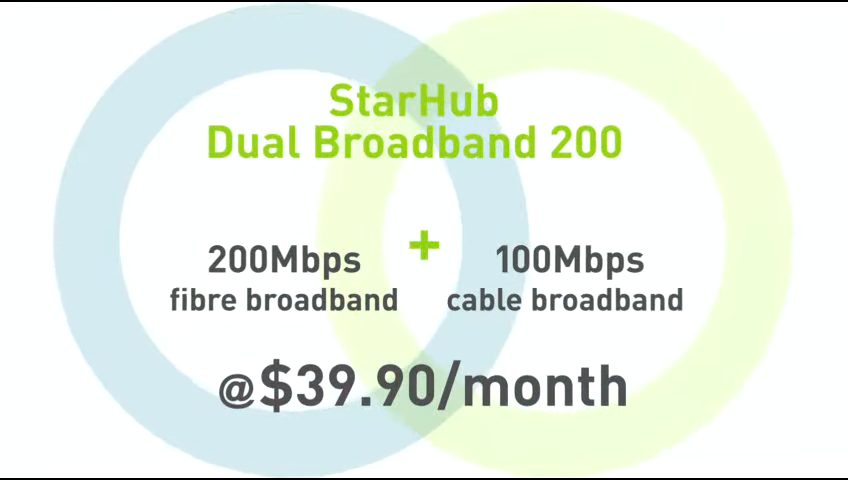 StarHub
Dual Broadband 200
+
200Mbps
fibre broadband
100Mbps
cable broadband
@$39.90/month